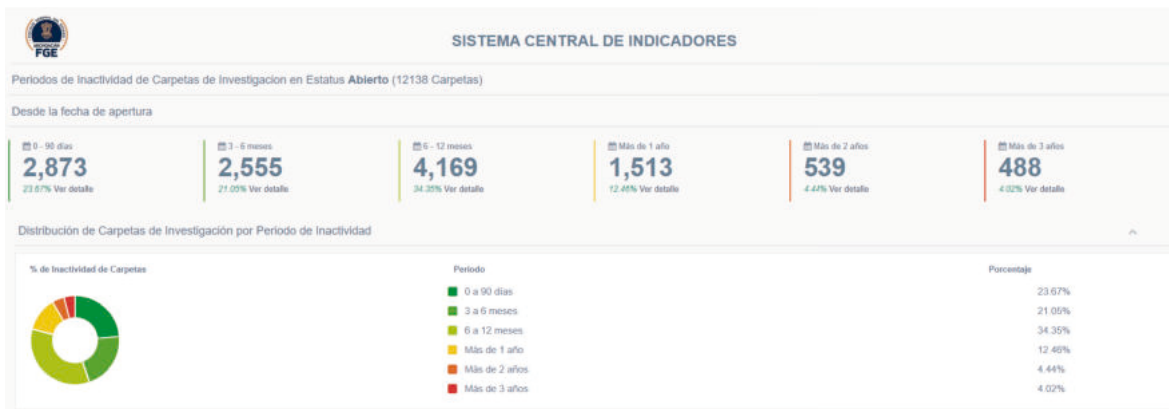 MICHOACÁN
FGE
SISTEMA CENTRAL DE INDICADORES
Periodos de Inactividad de Carpetas de Investigacion en Estatus Abierto (12138 Carpetas)
Desde la fecha de apertura
0 - 90 días
2,873
23.67% Ver detalle
3 - 6 meses
2,555
21.05% Ver detalle
6 - 12 meses
4,169
34.35% Ver detalle
Más de 1 año
1,513
12.46% Ver detalle
Más de 2 años
539
4.44% Ver detalle
Más de 3 años
488
4.02% Ver detalle
Distribución de Carpetas de Investigación por Periodo de Inactividad
% de Inactividad de Carpetas
Periodo
Porcentaje
0 a 90 días 23.67%
3 a 6 meses 21.05%
6 a 12 meses 34.35%
Más de 1 año 12.46%
Más de 2 años 4.44%
Más de 3 años 4.02%